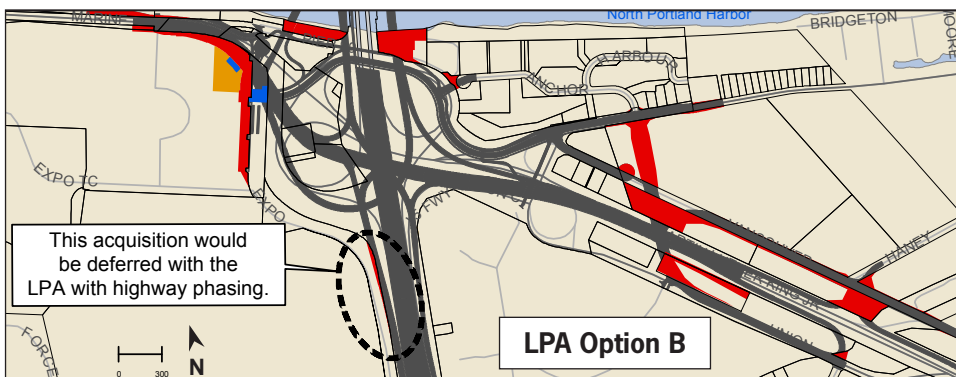 North Portland Harbor
MARINE
BRIDGETON
MOORE
ANCHOR
EXPO TC
EXPO
HANEY
This acquisition would
be deferred with the
LPA with highway phasing.
UNION
LPA Option B
FORCE
N
0 300